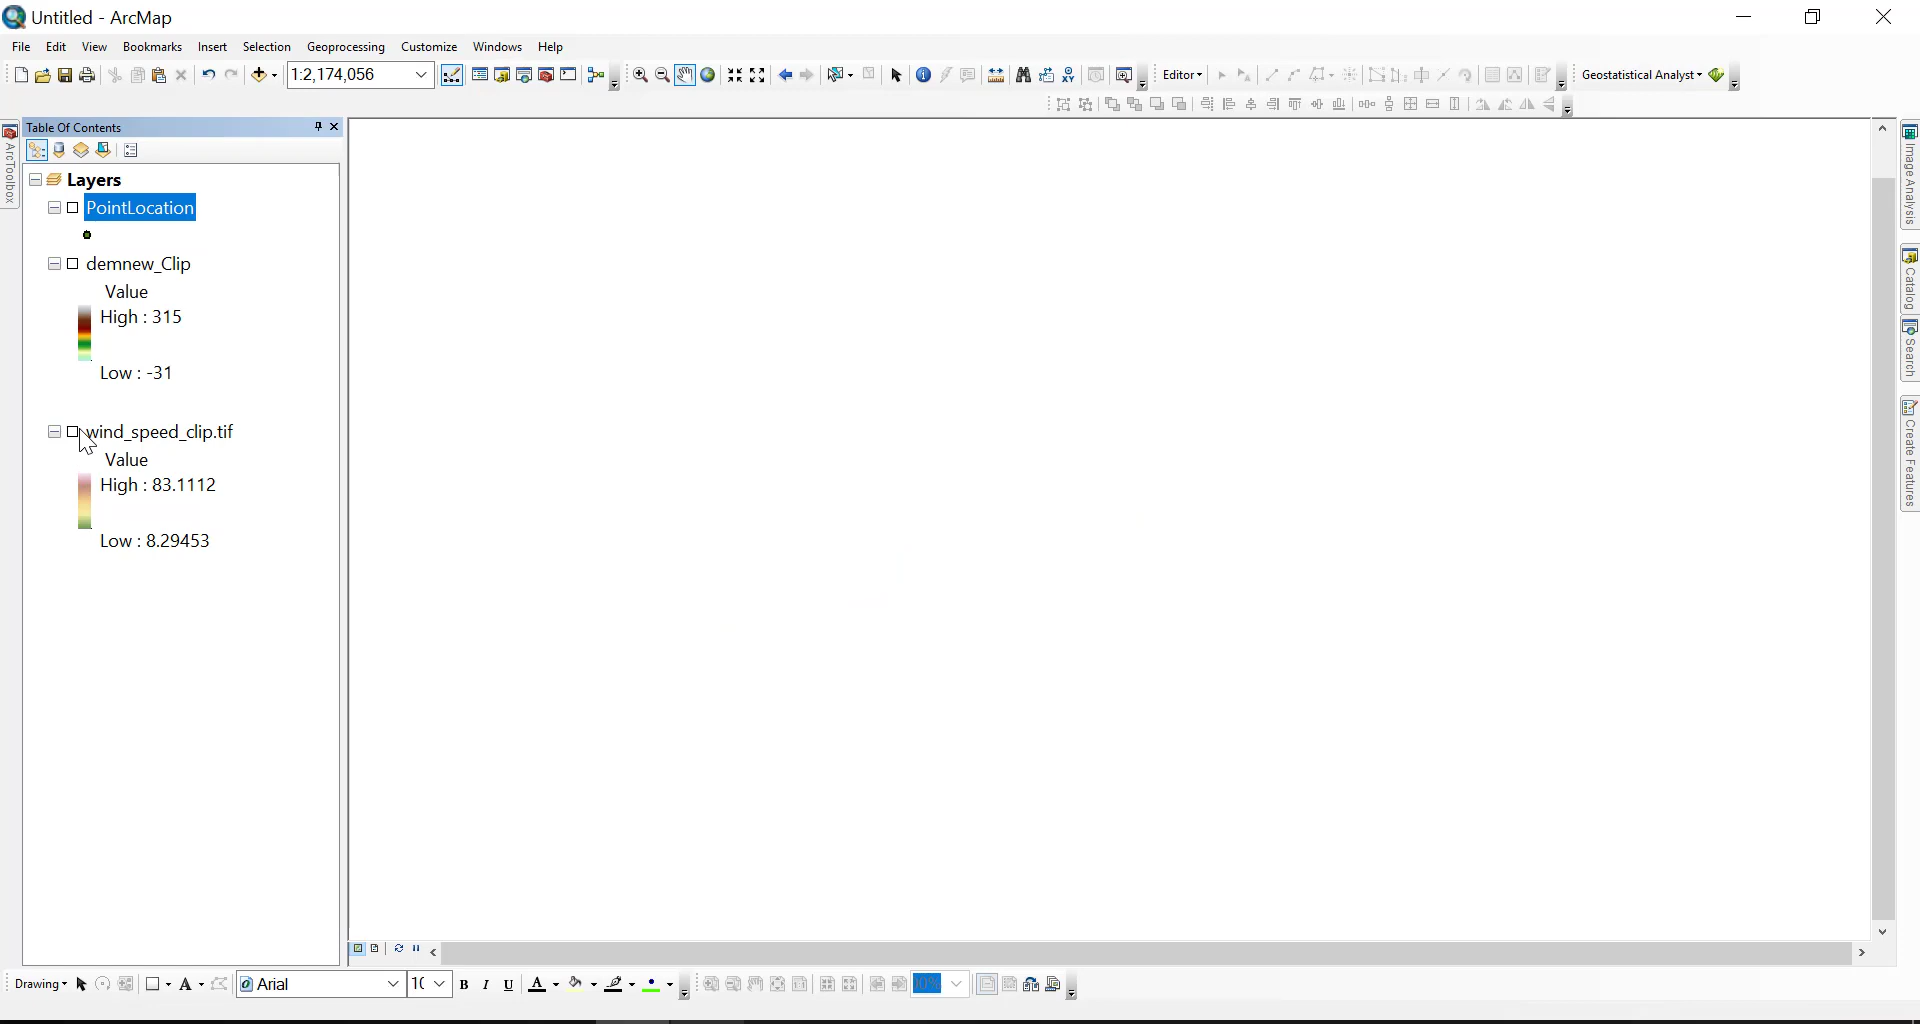 Untitled - ArcMap
File Edit View Bookmarks Insert Selection Geoprocessing Customize Windows Help
1:2,174,056 Editor Geostatistical Analyst
Table Of Contents
ArcToolbox
Layers
PointLocation
demnew_Clip
Value
High : 315
Low : -31
wind_speed_clip.tif
Value
High : 83.1112
Low : 8.29453
Image Analysis
Catalog
Search
Create Features
Drawing A Arial 10 B I U A